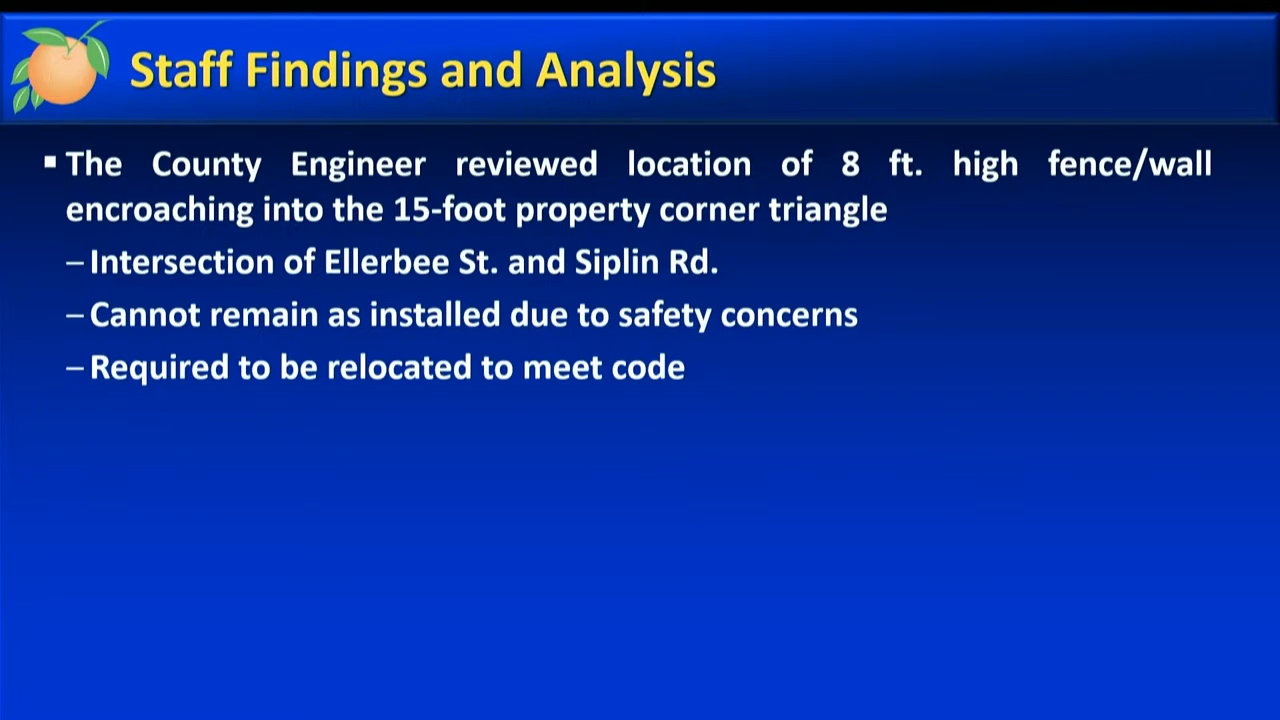 Staff Findings and Analysis
▪ The County Engineer reviewed location of 8 ft. high fence/wall
encroaching into the 15-foot property corner triangle
– Intersection of Ellerbee St. and Siplin Rd.
– Cannot remain as installed due to safety concerns
– Required to be relocated to meet code